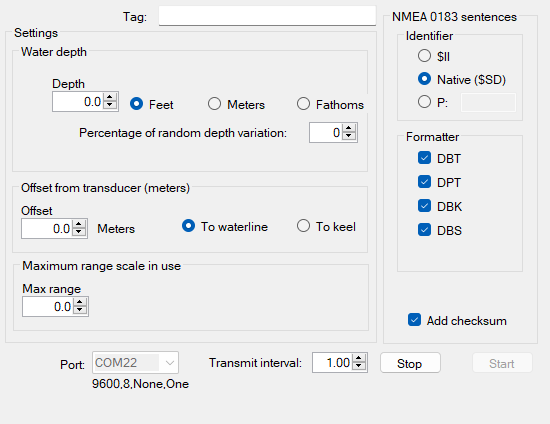 Tag:
Settings
Water depth
Depth
0.0 Feet Meters Fathoms
Percentage of random depth variation: 0
Offset from transducer (meters)
Offset
0.0 Meters To waterline To keel
Maximum range scale in use
Max range
0.0
NMEA 0183 sentences
Identifier
$II
Native ($SD)
P:
Formatter
DBT
DPT
DBK
DBS
Add checksum
Port: COM22 Transmit interval: 1.00 Stop Start
9600,8,None,One